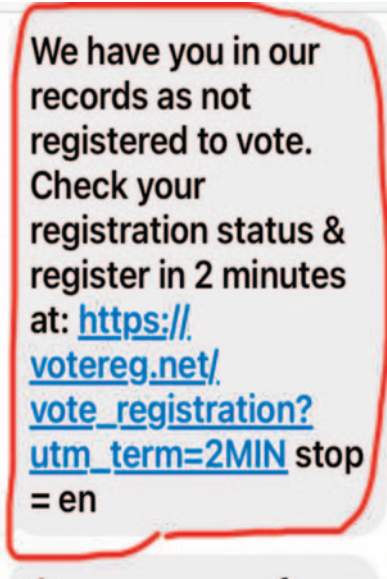 We have you in our
records as not
registered to vote.
Check your
registration status &
register in 2 minutes
at: https://
votereg.net/
vote_registration?
utm_term=2MIN stop
= en